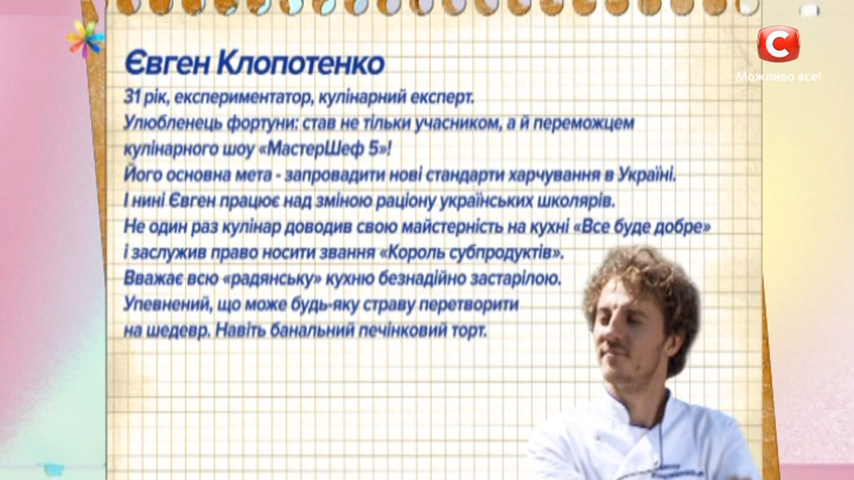 С
Можливо все!
Євген Клопотенко
31 рік, експериментатор, кулінарний експерт.
Улюбленець фортуни: став не тільки учасником, а й переможцем
кулінарного шоу «МастерШеф 5»!
Його основна мета - запровадити нові стандарти харчування в Україні.
І нині Євген працює над зміною раціону українських школярів.
Не один раз кулінар доводив свою майстерність на кухні «Все буде добре»
і заслужив право носити звання «Король субпродуктів».
Вважає всю «радянську» кухню безнадійно застарілою.
Упевнений, що може будь-яку страву перетворити
на шедевр. Навіть банальний печінковий торт.